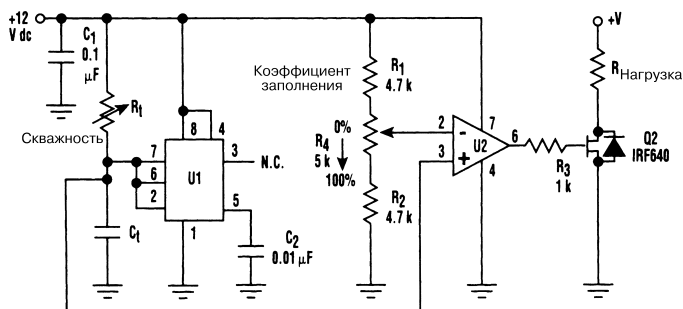 +12
V dc
C1
0.1
μF
Rt
Скважность
Ct
7
6
2
8
4
3
N.C.
U1
5
1
C2
0.01 μF
Коэффициент
заполнения
R1
4.7 k
0%
R4
5 k
100%
R2
4.7 k
2
3
-
+
U2
7
4
6
R3
1 k
+V
R Нагрузка
Q2
IRF640